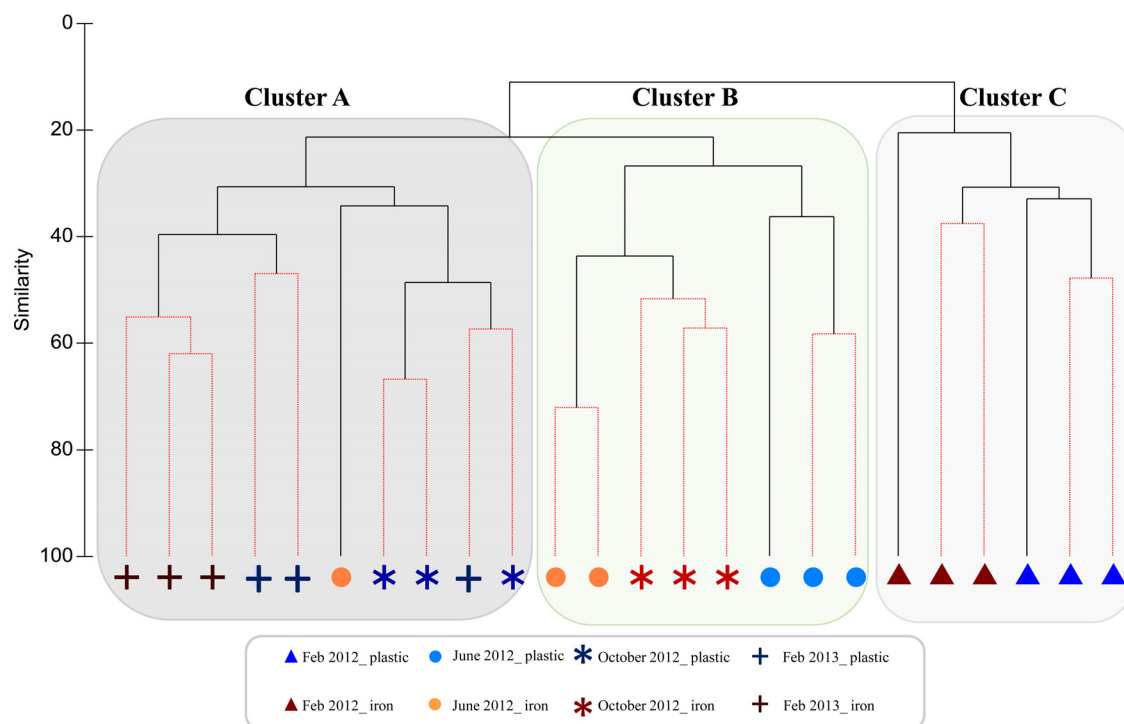 0
Cluster A
Cluster B
Cluster C
20
40
Similarity
60
80
100
Feb 2012_ plastic
June 2012_ plastic
October 2012_ plastic
Feb 2013_ plastic
Feb 2012_ iron
June 2012_ iron
October 2012_ iron
Feb 2013_ iron